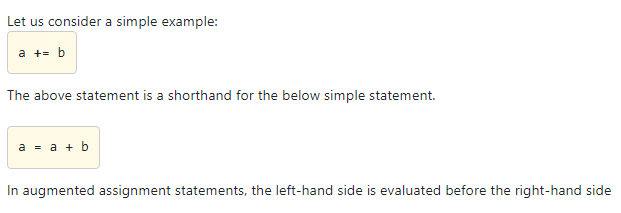 Let us consider a simple example:
a += b
The above statement is a shorthand for the below simple statement.
a = a + b
In augmented assignment statements, the left-hand side is evaluated before the right-hand side